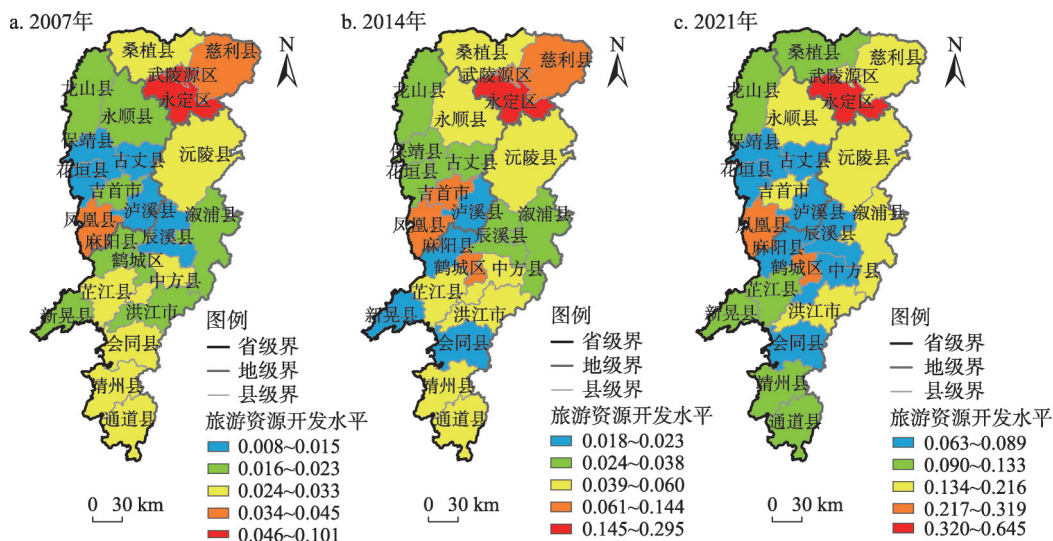 a. 2007年
N
桑植县
慈利县
武陵源区
永定区
龙山县
永顺县
保靖县
花垣县
古丈县
沅陵县
吉首市
泸溪县
凤凰县
溆浦县
麻阳县
辰溪县
鹤城区
中方县
芷江县
新晃县
洪江市
会同县
靖州县
通道县
图例
省级界
地级界
县级界
旅游资源开发水平
0.008~0.015
0.016~0.023
0.024~0.033
0.034~0.045
0.046~0.101
0 30 km
b. 2014年
N
桑植县
慈利县
武陵源区
永定区
龙山县
永顺县
保靖县
花垣县
古丈县
沅陵县
吉首市
泸溪县
凤凰县
溆浦县
麻阳县
辰溪县
鹤城区
中方县
芷江县
新晃县
洪江市
会同县
靖州县
通道县
图例
省级界
地级界
县级界
旅游资源开发水平
0.018~0.023
0.024~0.038
0.039~0.060
0.061~0.144
0.145~0.295
0 30 km
c. 2021年
N
桑植县
慈利县
武陵源区
永定区
龙山县
永顺县
保靖县
花垣县
古丈县
沅陵县
吉首市
泸溪县
凤凰县
溆浦县
麻阳县
辰溪县
鹤城区
中方县
芷江县
新晃县
洪江市
会同县
靖州县
通道县
图例
省级界
地级界
县级界
旅游资源开发水平
0.063~0.089
0.090~0.133
0.134~0.216
0.217~0.319
0.320~0.645
0 30 km